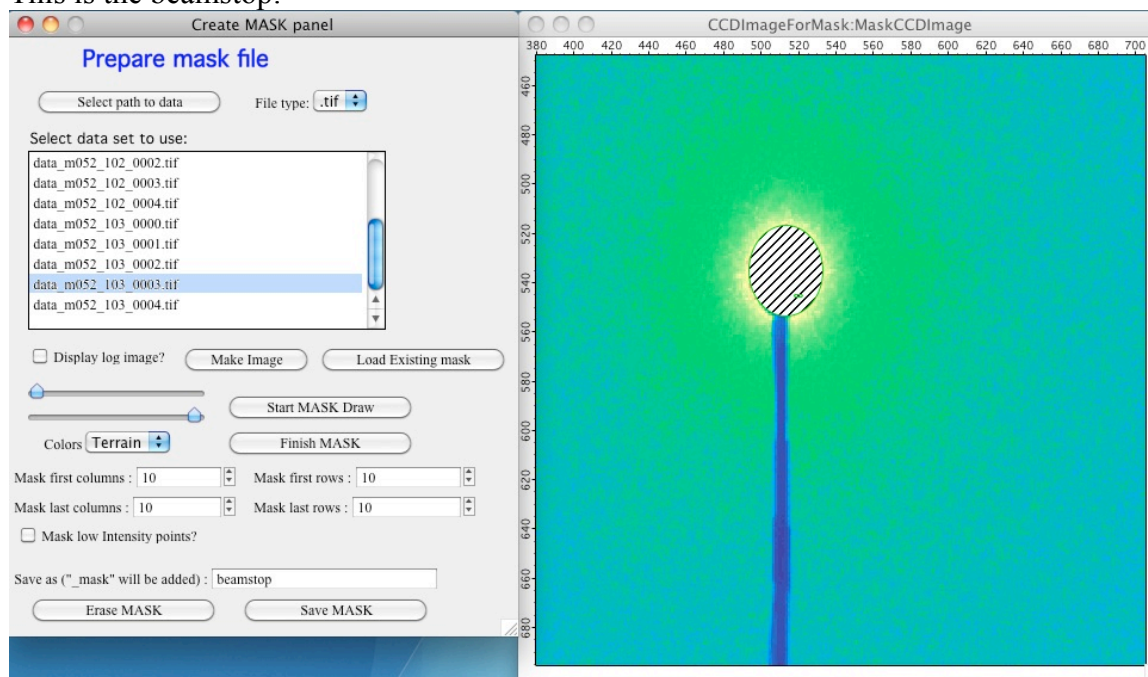 This is the beamstop.
Create MASK panel
Prepare mask file
Select path to data
File type: .tif
Select data set to use:
data_m052_102_0002.tif
data_m052_102_0003.tif
data_m052_102_0004.tif
data_m052_103_0000.tif
data_m052_103_0001.tif
data_m052_103_0002.tif
data_m052_103_0003.tif
data_m052_103_0004.tif
Display log image? Make Image Load Existing mask
Start MASK Draw
Colors Terrain Finish MASK
Mask first columns : 10 Mask first rows : 10
Mask last columns : 10 Mask last rows : 10
Mask low Intensity points?
Save as ("_mask" will be added) : beamstop
Erase MASK Save MASK
CCDImageForMask:MaskCCDImage
380 400 420 440 460 480 500 520 540 560 580 600 620 640 660 680 700
460
480
500
520
540
560
580
600
620
640
660
680